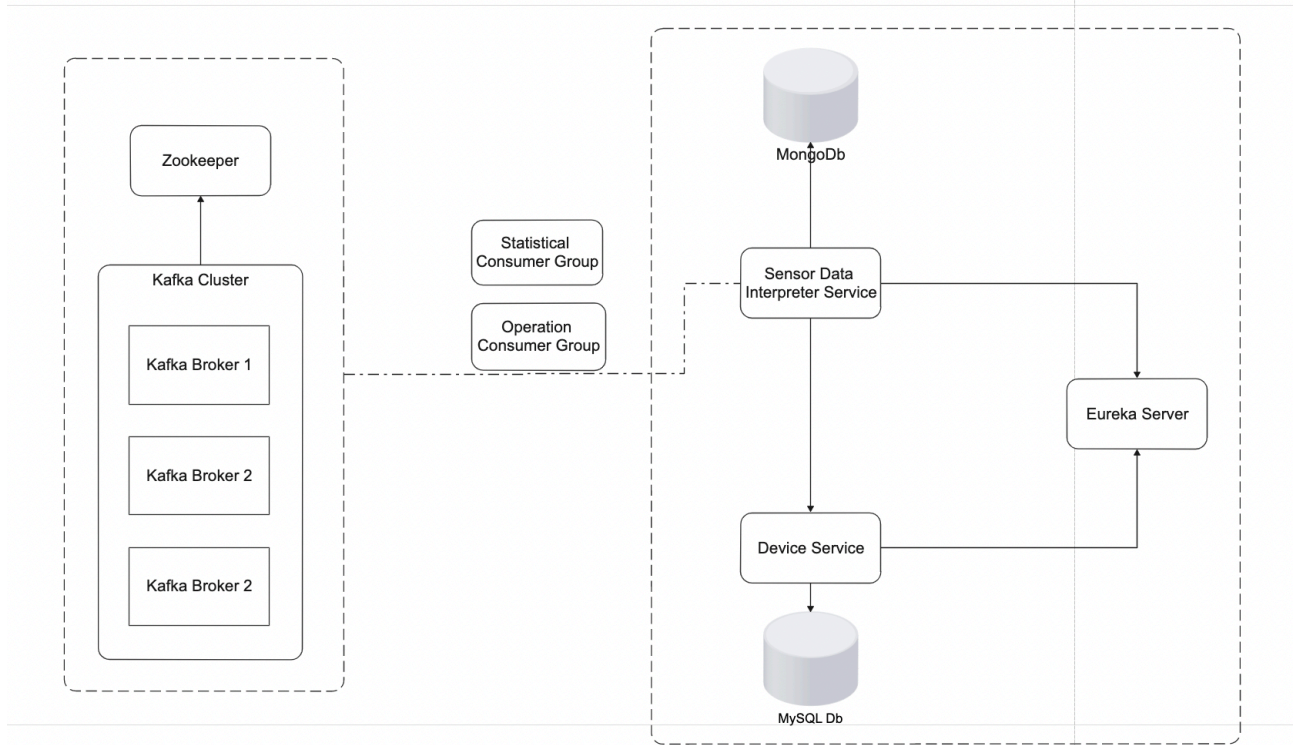 Zookeeper
Kafka Cluster
Kafka Broker 1
Kafka Broker 2
Kafka Broker 2
Statistical
Consumer Group
Operation
Consumer Group
MongoDb
Sensor Data
Interpreter Service
Eureka Server
Device Service
MySQL Db